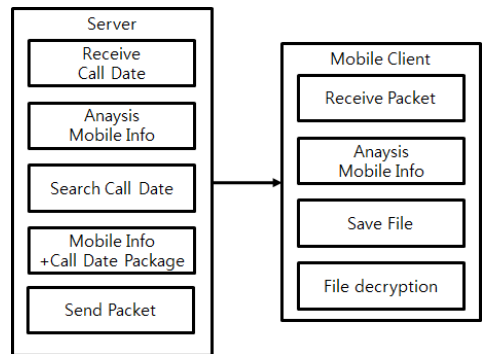 Server
Receive
Call Date
Anaysis
Mobile Info
Search Call Date
Mobile Info
+Call Date Package
Send Packet
Mobile Client
Receive Packet
Anaysis
Mobile Info
Save File
File decryption